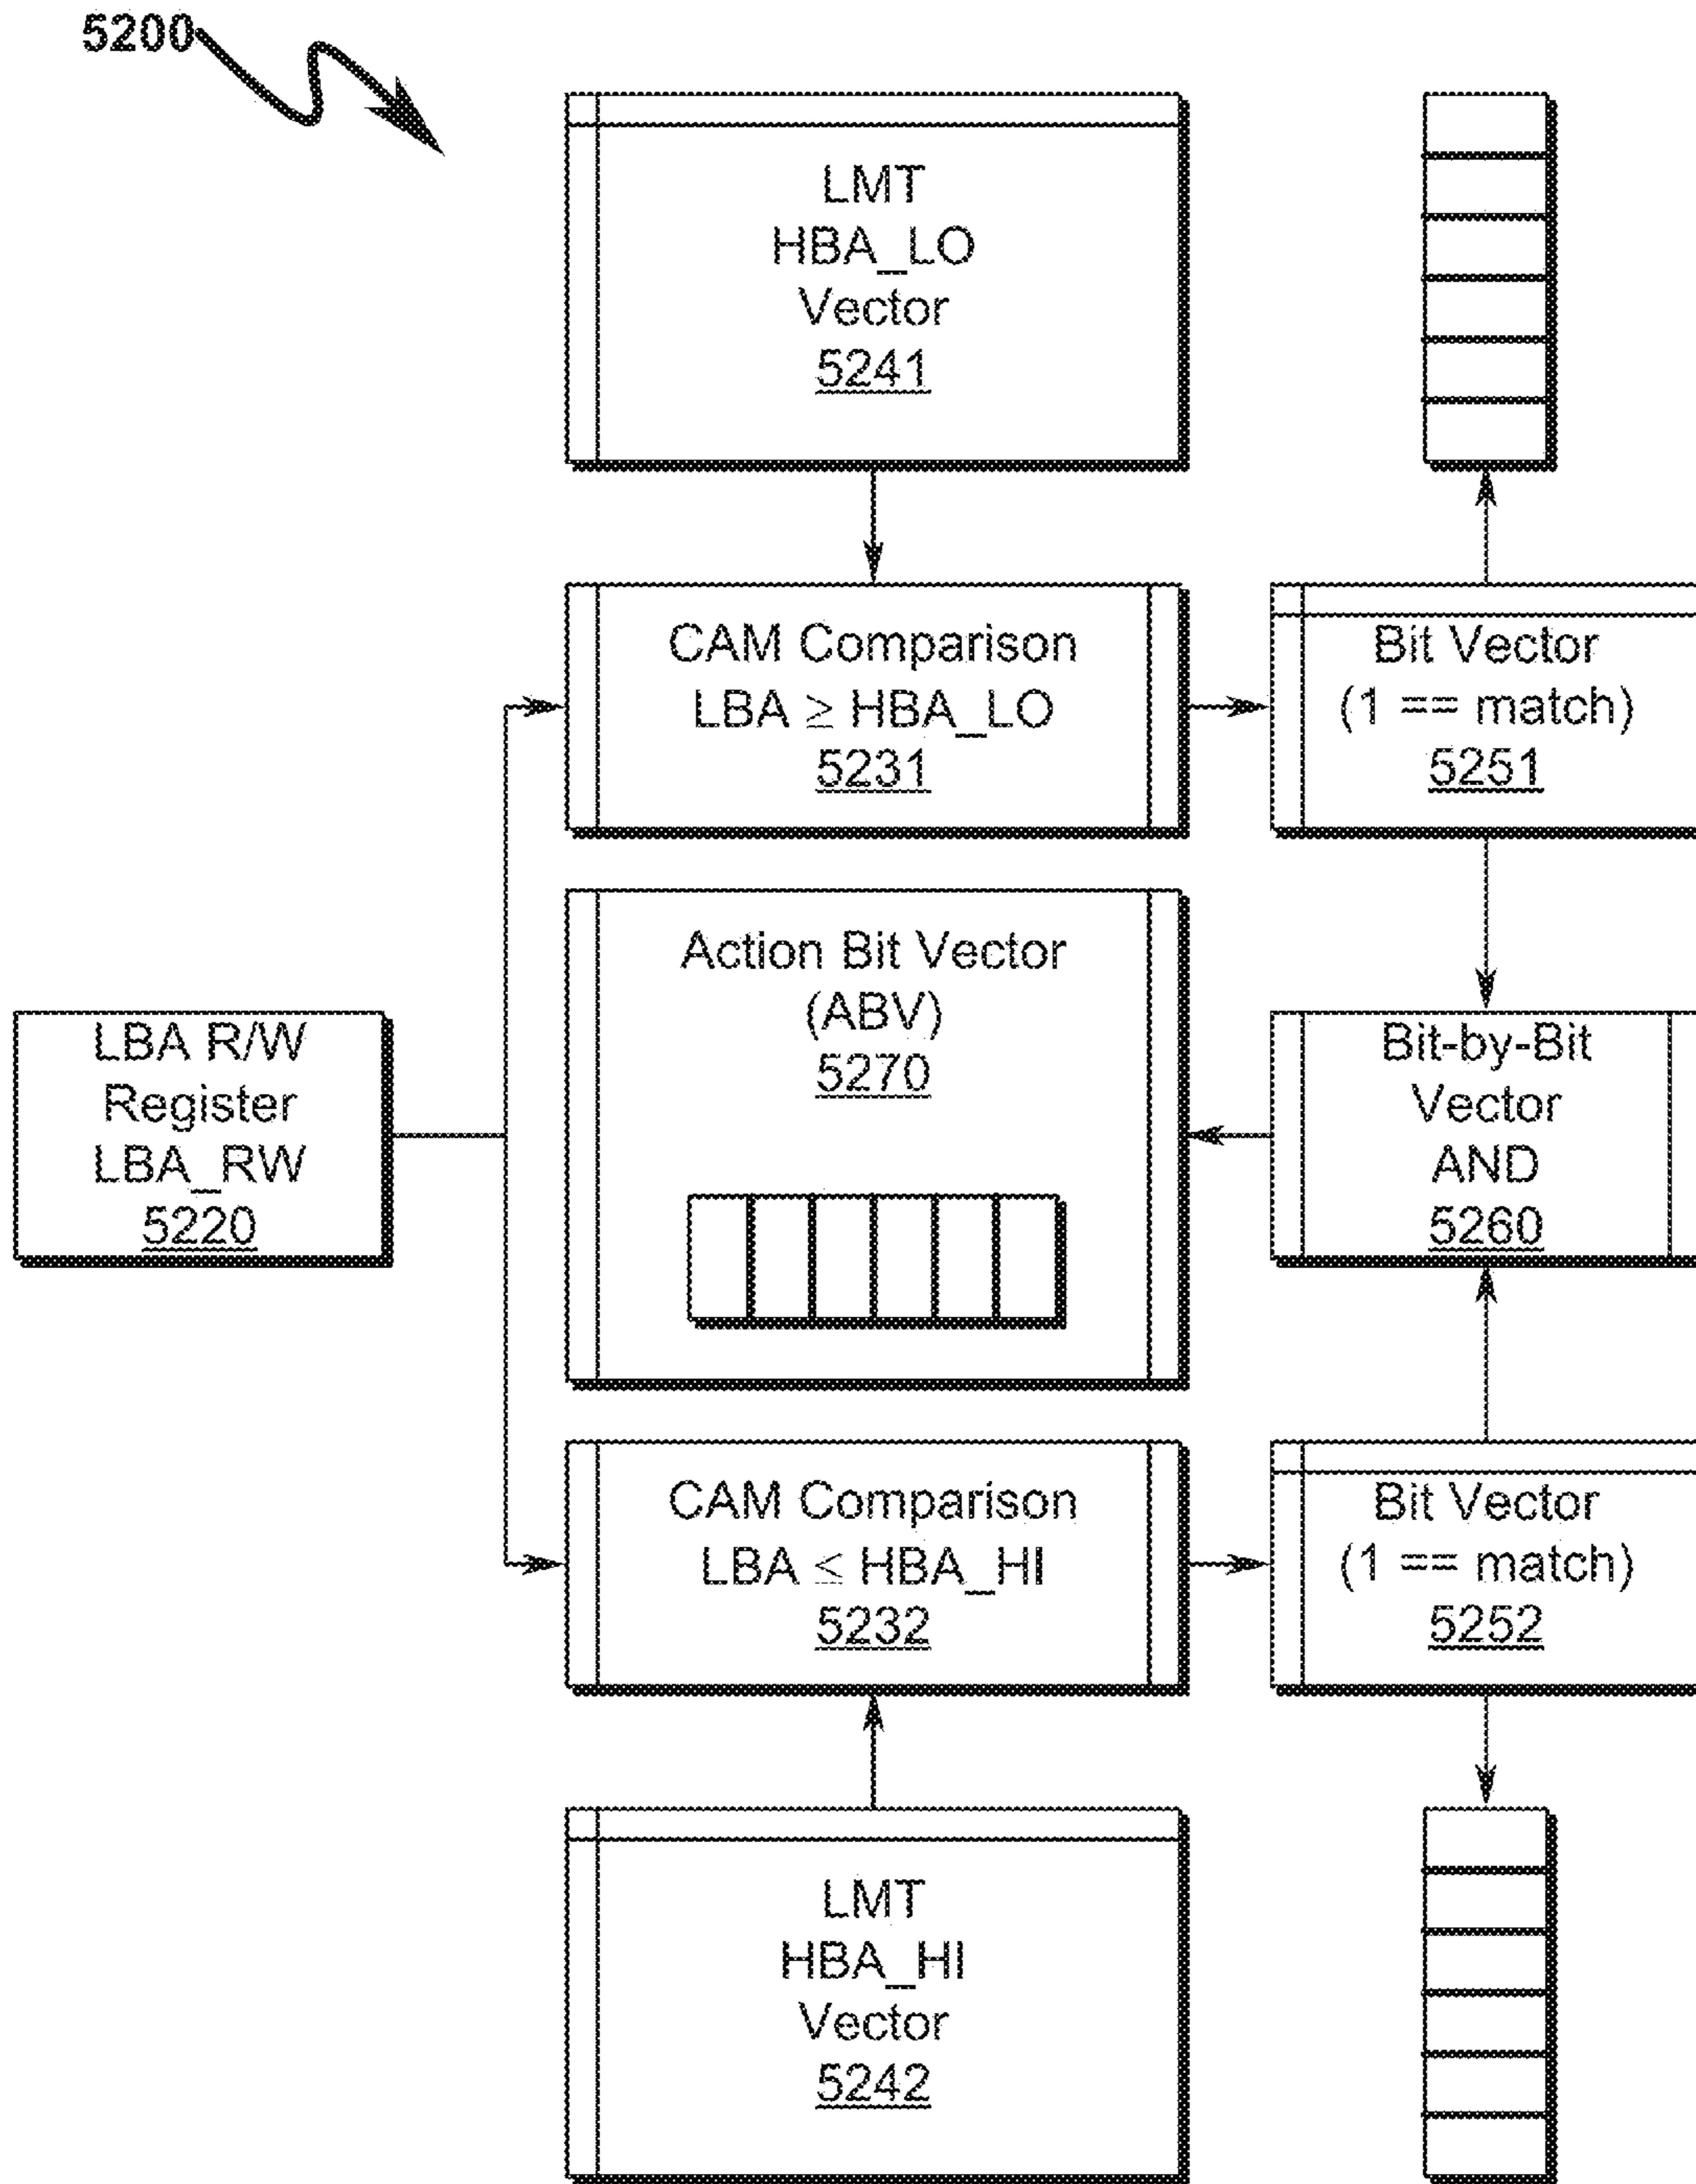 5200
LMT
HBA_LO
Vector
5241
CAM Comparison
LBA ≥ HBA_LO
5231
Bit Vector
(1 == match)
5251
Action Bit Vector
(ABV)
5270
LBA R/W
Register
LBA_RW
5220
Bit-by-Bit
Vector
AND
5260
CAM Comparison
LBA ≤ HBA_HI
5232
Bit Vector
(1 == match)
5252
LMT
HBA_HI
Vector
5242